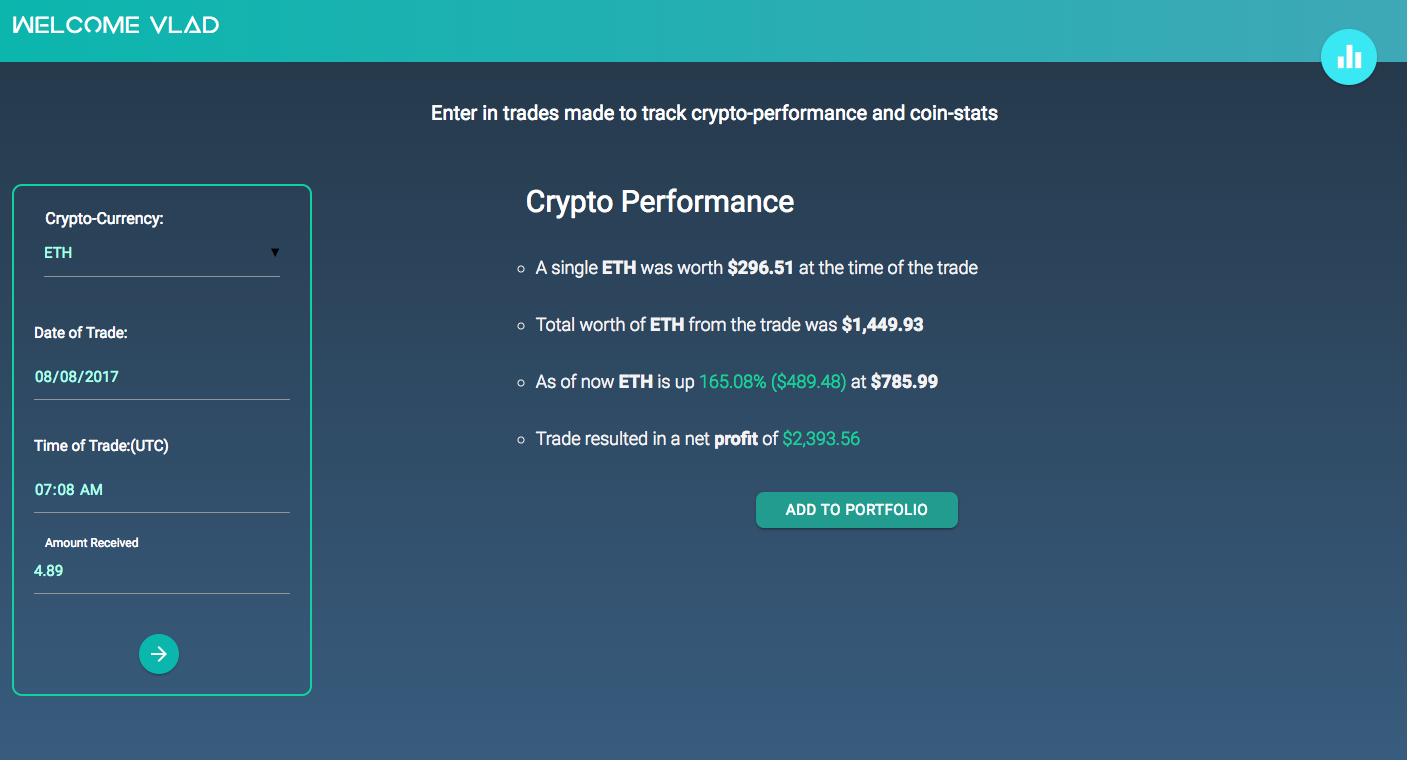 WELCOME VLAD
Enter in trades made to track crypto-performance and coin-stats
Crypto-Currency:
ETH
Date of Trade:
08/08/2017
Time of Trade:(UTC)
07:08 AM
Amount Received
4.89
Crypto Performance
A single ETH was worth $296.51 at the time of the trade
Total worth of ETH from the trade was $1,449.93
As of now ETH is up 165.08% ($489.48) at $785.99
Trade resulted in a net profit of $2,393.56
ADD TO PORTFOLIO